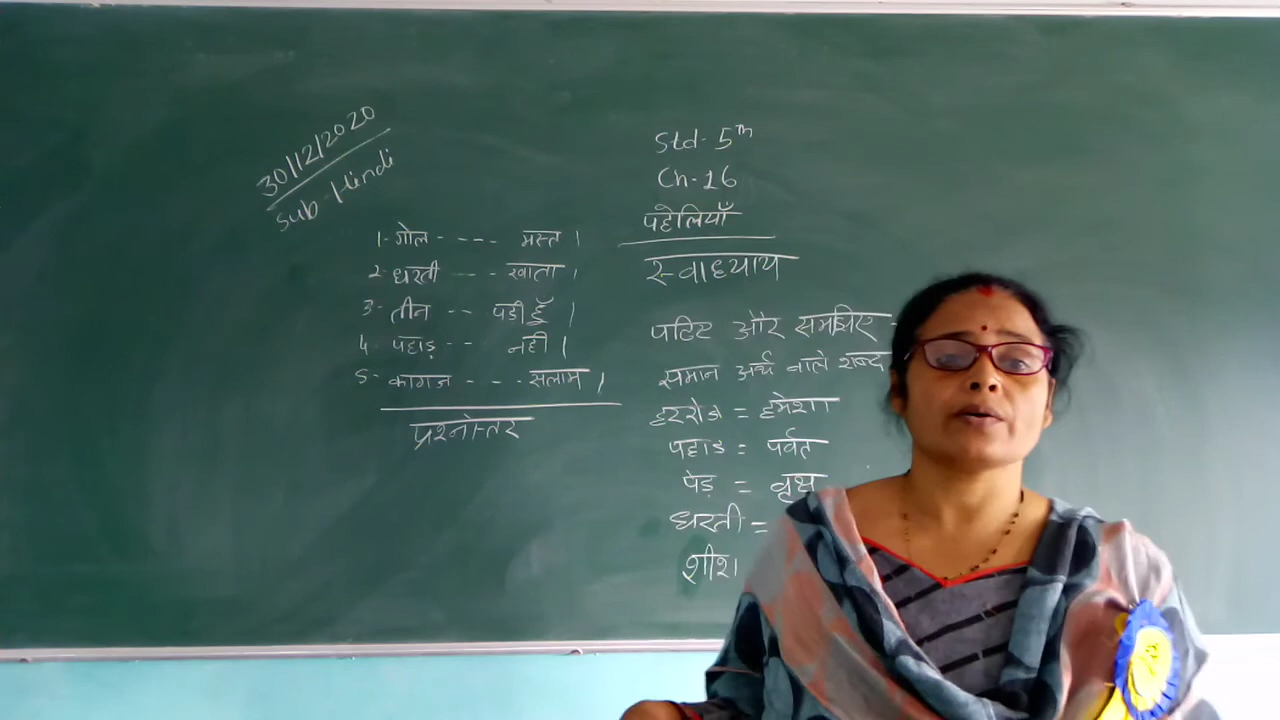 30/12/2020
Sub-Hindi
1- गोल - - - - मस्त ।
2- धरती - - - खाता ।
3- तीन - - पडी हूँ ।
4- पहाड़ - - नही ।
5- कागज - - - सलाम ।
प्रश्नोत्तर
Std- 5th
Ch-16
पहेलियाँ
स्वाध्याय
पढिए और समझिए -
समान अर्थ वाले शब्द
हररोज = हमेशा
पहाड = पर्वत
पेड़ = वृक्ष
धरती =
शीशा